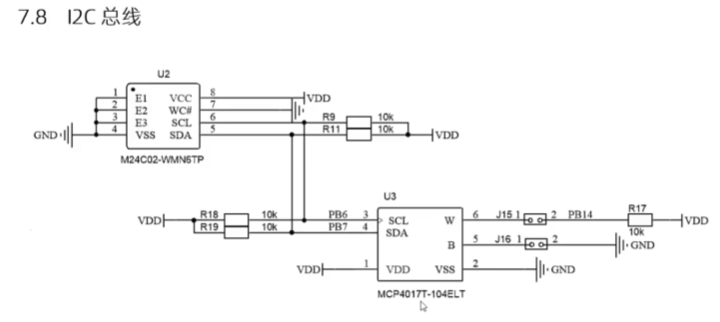 7.8 I2C 总线
U2
1 E1 VCC 8 VDD
2 E2 WC# 7
3 E3 SCL 6 R9 10k
GND 4 VSS SDA 5 R11 10k VDD
M24C02-WMN6TP
U3
VDD R18 10k PB6 3 SCL W 6 J15 1 2 PB14 R17 10k VDD
R19 10k PB7 4 SDA
B 5 J16 1 2 GND
VDD 1 VDD VSS 2 GND
MCP4017T-104ELT